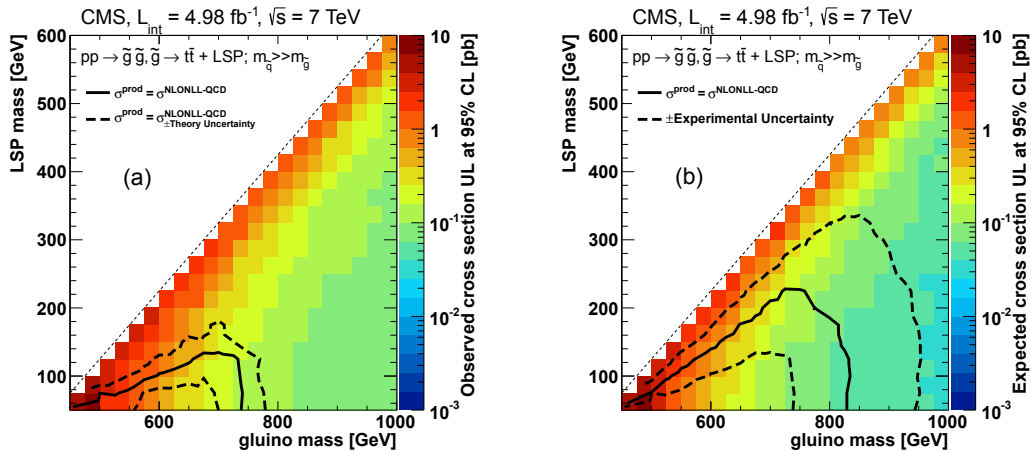 CMS, L_int = 4.98 fb⁻¹, √s = 7 TeV
LSP mass [GeV]
600
500
400
300
200
100
pp → g̃ g̃, g̃ → tt̄ + LSP; m_q̃>>m_g̃
σ^prod = σ^NLONLL-QCD
σ^prod = σ^NLONLL-QCD_±Theory Uncertainty
(a)
600 800 1000
gluino mass [GeV]
10
1
10⁻¹
10⁻²
10⁻³
Observed cross section UL at 95% CL [pb]
CMS, L_int = 4.98 fb⁻¹, √s = 7 TeV
LSP mass [GeV]
600
500
400
300
200
100
pp → g̃ g̃, g̃ → tt̄ + LSP; m_q̃>>m_g̃
σ^prod = σ^NLONLL-QCD
±Experimental Uncertainty
(b)
600 800 1000
gluino mass [GeV]
10
1
10⁻¹
10⁻²
10⁻³
Expected cross section UL at 95% CL [pb]